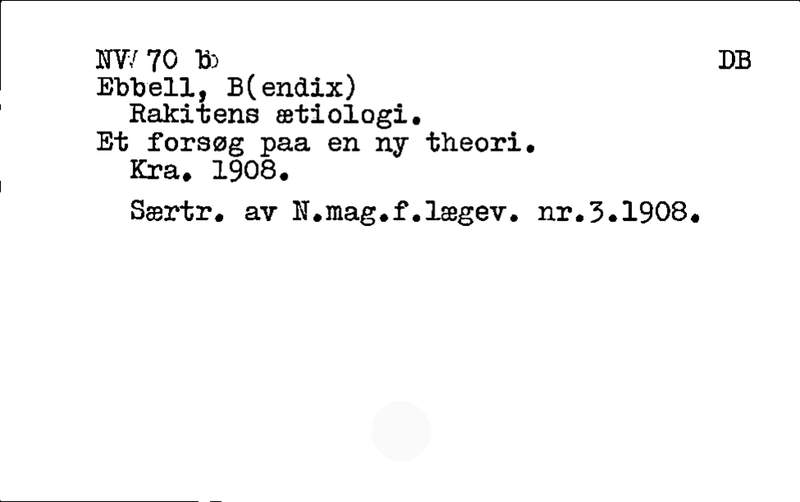 NV 70 b DB
Ebbell, B(endix)
Rakitens ætiologi.
Et forsøg paa en ny theori.
Kra. 1908.
Særtr. av N.mag.f.lægev. nr.3.1908.